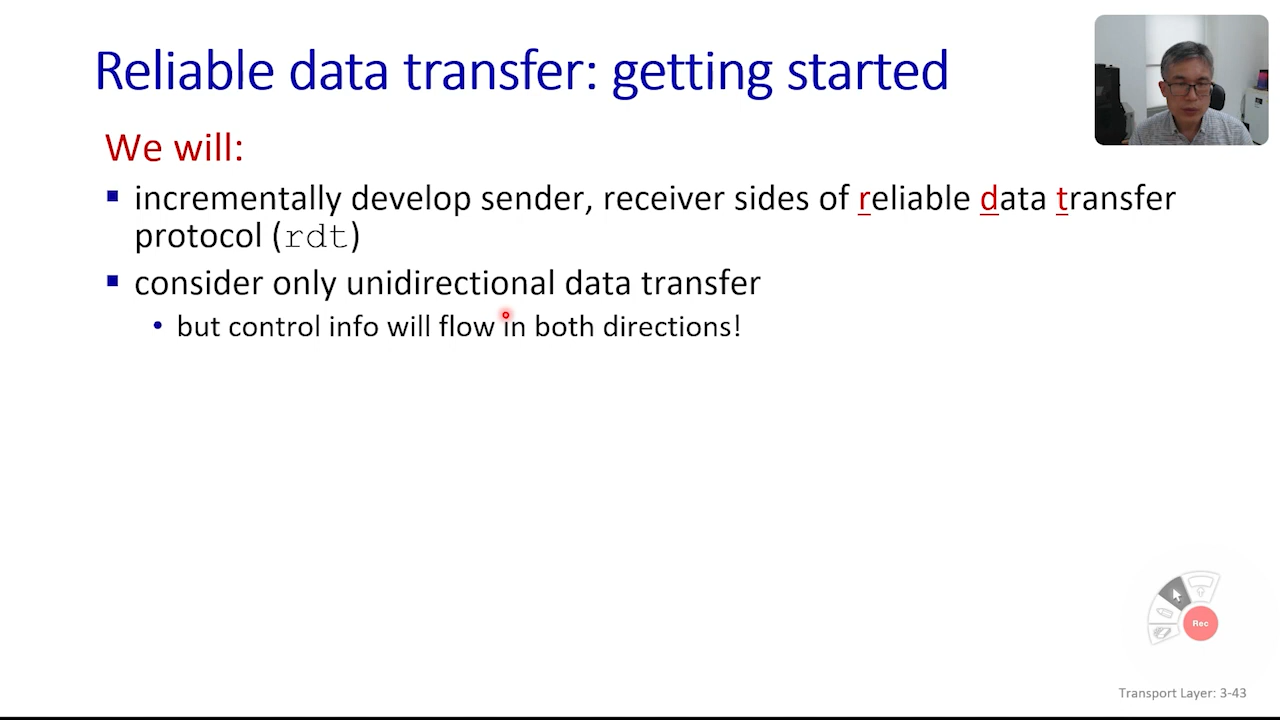 Reliable data transfer: getting started
We will:
▪ incrementally develop sender, receiver sides of reliable data transfer
protocol (rdt)
▪ consider only unidirectional data transfer
• but control info will flow in both directions!
Rec
Transport Layer: 3-43